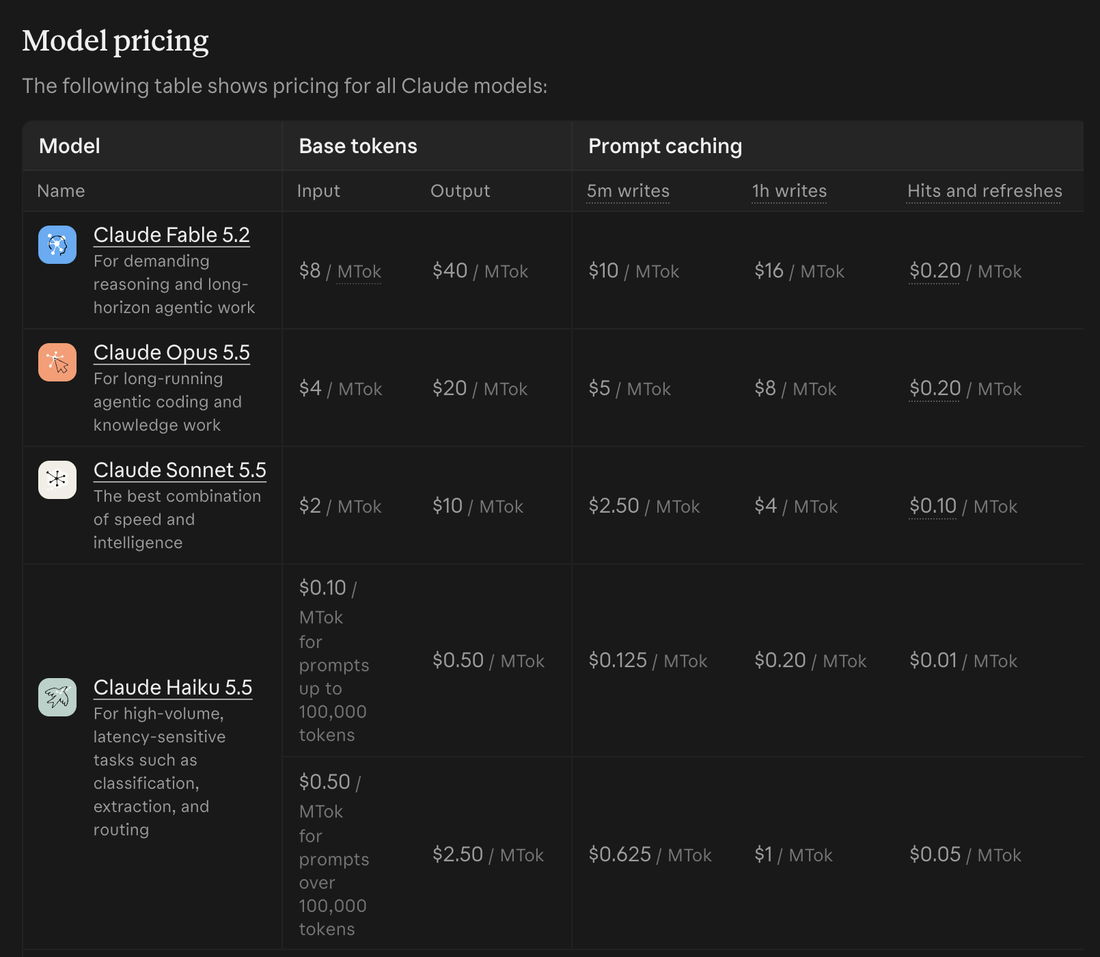 Model pricing
The following table shows pricing for all Claude models:
Model Base tokens Prompt caching
Name Input Output 5m writes 1h writes Hits and refreshes
Claude Fable 5.2
For demanding
reasoning and long-
horizon agentic work
$8 / MTok $40 / MTok $10 / MTok $16 / MTok $0.20 / MTok
Claude Opus 5.5
For long-running
agentic coding and
knowledge work
$4 / MTok $20 / MTok $5 / MTok $8 / MTok $0.20 / MTok
Claude Sonnet 5.5
The best combination
of speed and
intelligence
$2 / MTok $10 / MTok $2.50 / MTok $4 / MTok $0.10 / MTok
Claude Haiku 5.5
For high-volume,
latency-sensitive
tasks such as
classification,
extraction, and
routing
$0.10 /
MTok
for
prompts
up to
100,000
tokens
$0.50 / MTok $0.125 / MTok $0.20 / MTok $0.01 / MTok
$0.50 /
MTok
for
prompts
over
100,000
tokens
$2.50 / MTok $0.625 / MTok $1 / MTok $0.05 / MTok